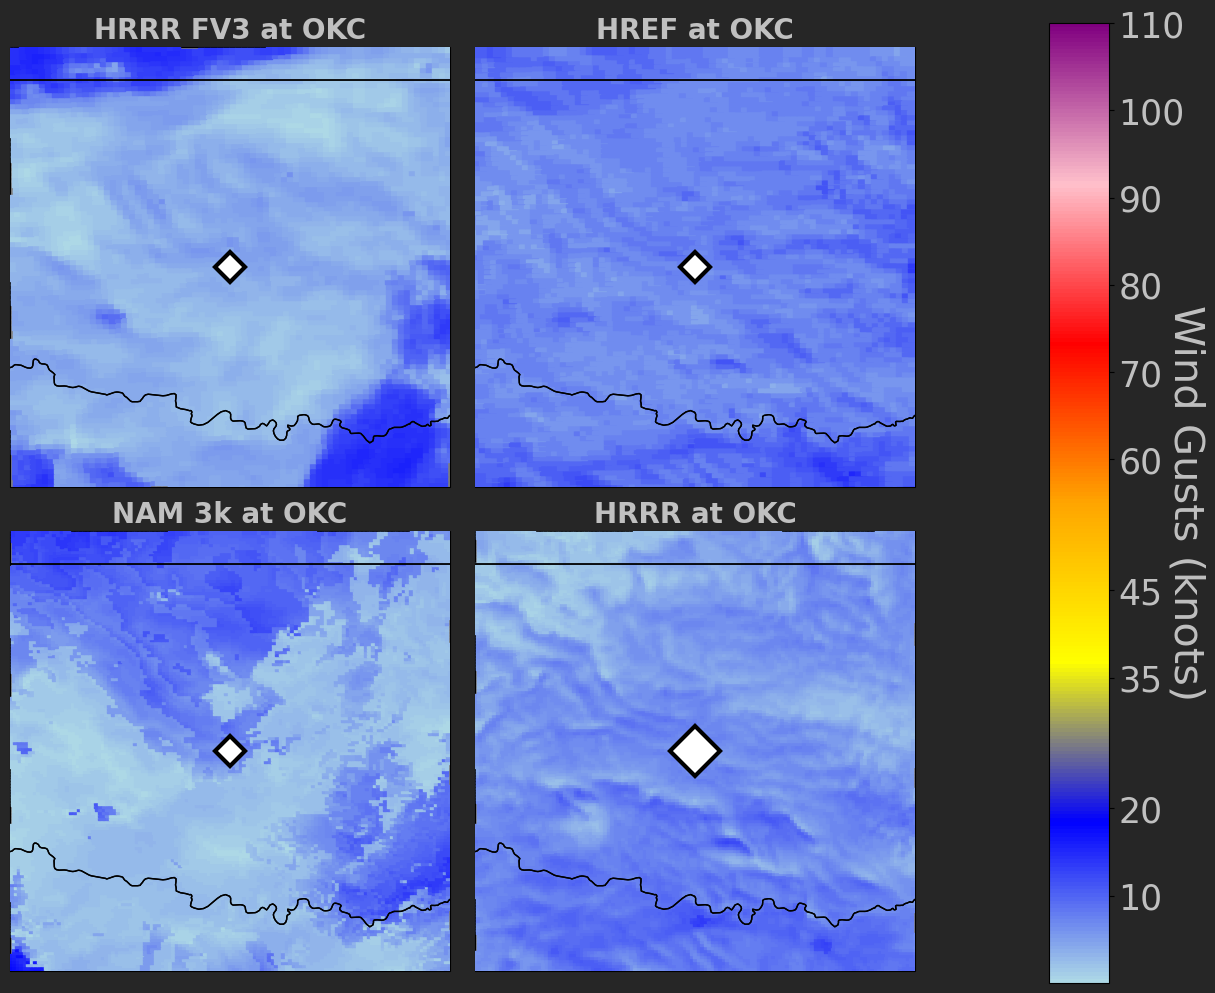 HRRR FV3 at OKC
HREF at OKC
NAM 3k at OKC
HRRR at OKC
110
100
90
80
70
60
45
35
20
10
Wind Gusts (knots)